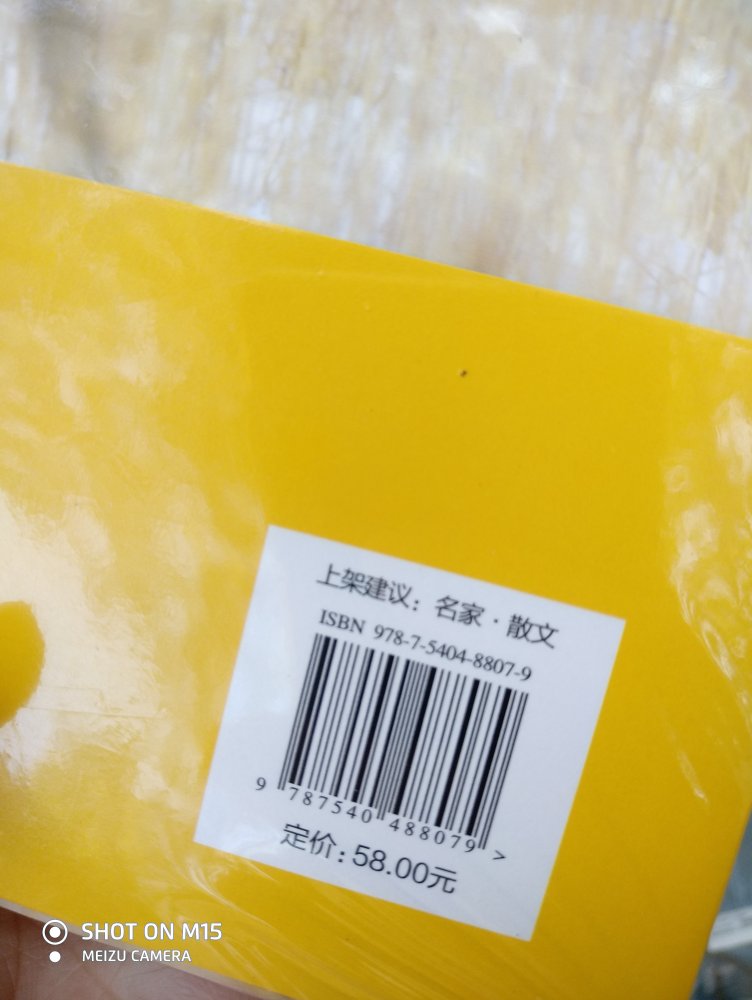 上架建议：名家·散文
ISBN 978-7-5404-8807-9
9 787540 488079 >
定价：58.00元
SHOT ON M15
MEIZU CAMERA